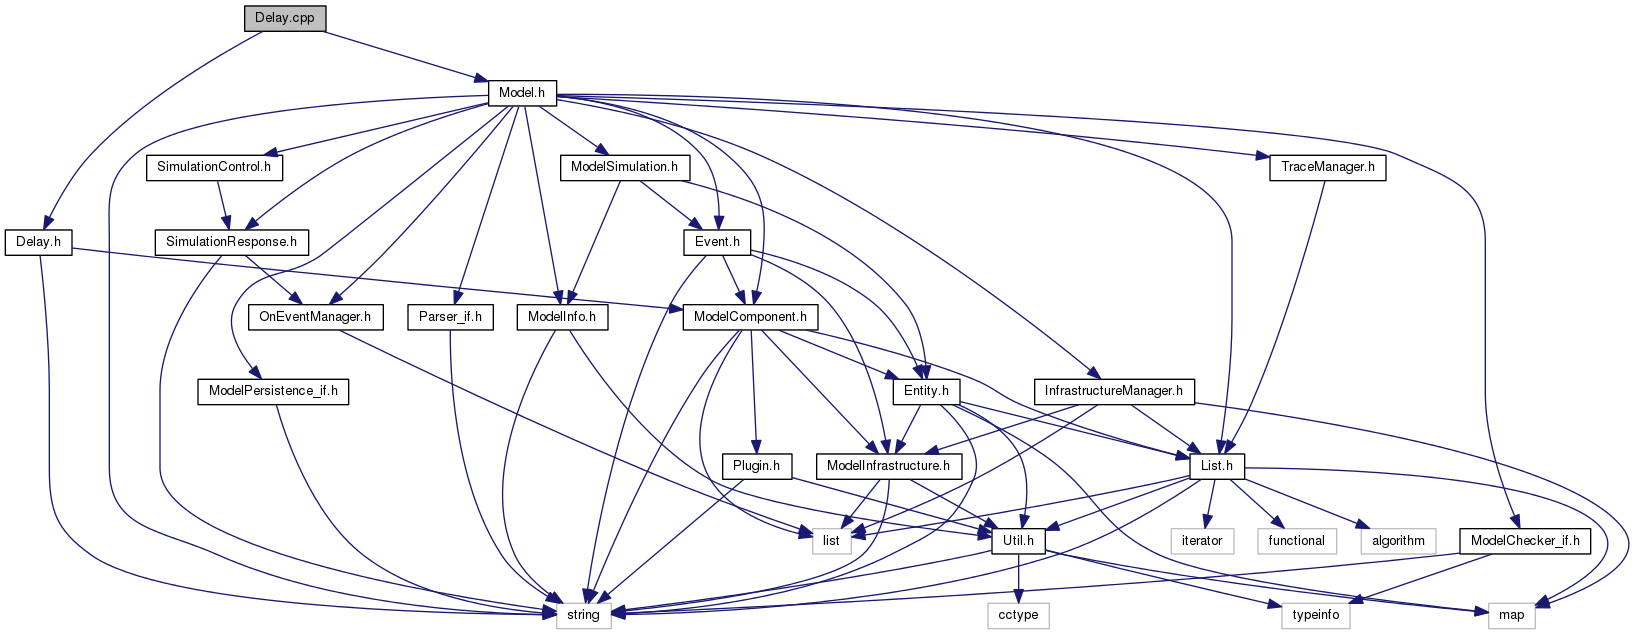 Delay.cpp
Model.h
SimulationControl.h
ModelSimulation.h
TraceManager.h
Delay.h
SimulationResponse.h
Event.h
OnEventManager.h
Parser_if.h
ModelInfo.h
ModelComponent.h
ModelPersistence_if.h
Entity.h
InfrastructureManager.h
Plugin.h
ModelInfrastructure.h
List.h
list
Util.h
iterator
functional
algorithm
ModelChecker_if.h
string
cctype
typeinfo
map